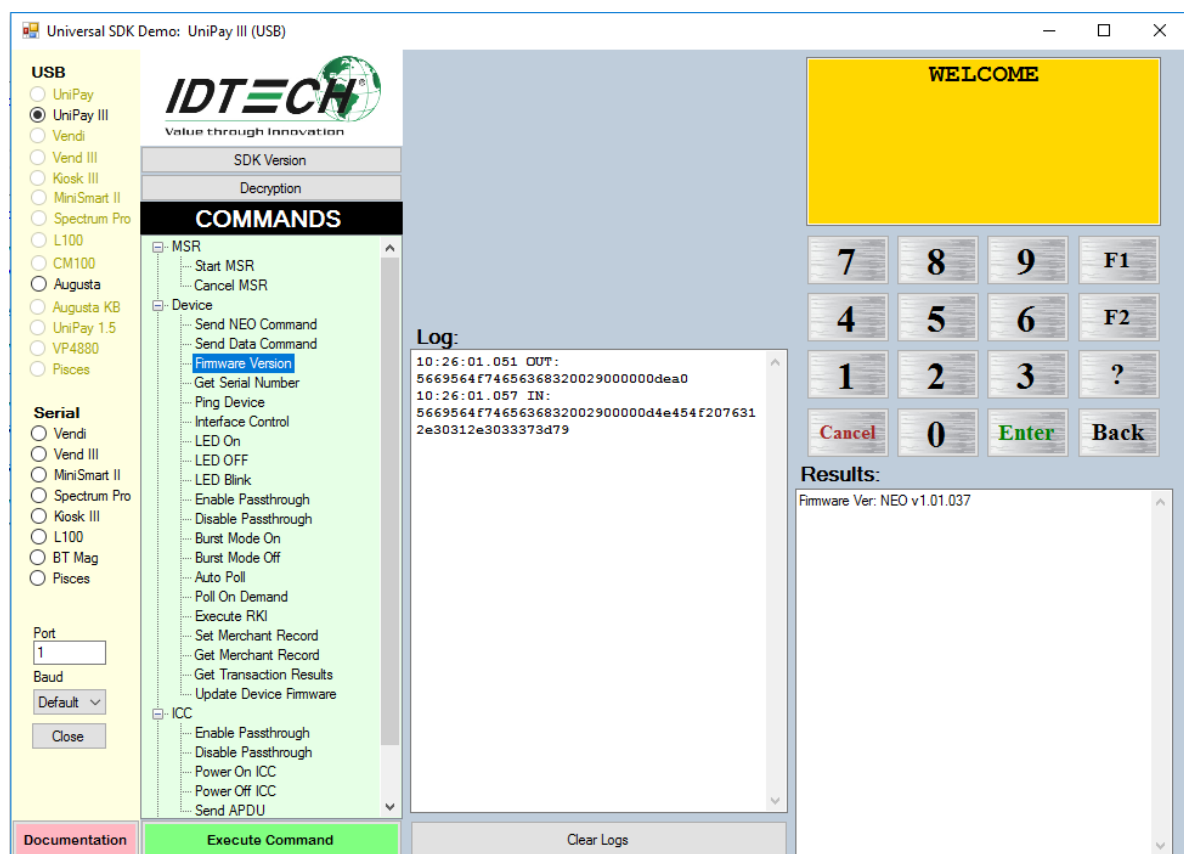 Universal SDK Demo: UniPay III (USB)
USB
UniPay
UniPay III
Vendi
Vend III
Kiosk III
MiniSmart II
Spectrum Pro
L100
CM100
Augusta
Augusta KB
UniPay 1.5
VP4880
Pisces
Serial
Vendi
Vend III
MiniSmart II
Spectrum Pro
Kiosk III
L100
BT Mag
Pisces
Port
1
Baud
Default
Close
Documentation
IDTECH®
Value through Innovation
SDK Version
Decryption
COMMANDS
MSR
Start MSR
Cancel MSR
Device
Send NEO Command
Send Data Command
Firmware Version
Get Serial Number
Ping Device
Interface Control
LED On
LED OFF
LED Blink
Enable Passthrough
Disable Passthrough
Burst Mode On
Burst Mode Off
Auto Poll
Poll On Demand
Execute RKI
Set Merchant Record
Get Merchant Record
Get Transaction Results
Update Device Firmware
ICC
Enable Passthrough
Disable Passthrough
Power On ICC
Power Off ICC
Send APDU
Execute Command
Log:
10:26:01.051 OUT:
5669564f74656368320029000000dea0
10:26:01.057 IN:
5669564f7465636832002900000d4e454f207631
2e30312e3033373d79
Clear Logs
WELCOME
7 8 9 F1
4 5 6 F2
1 2 3 ?
Cancel 0 Enter Back
Results:
Firmware Ver: NEO v1.01.037